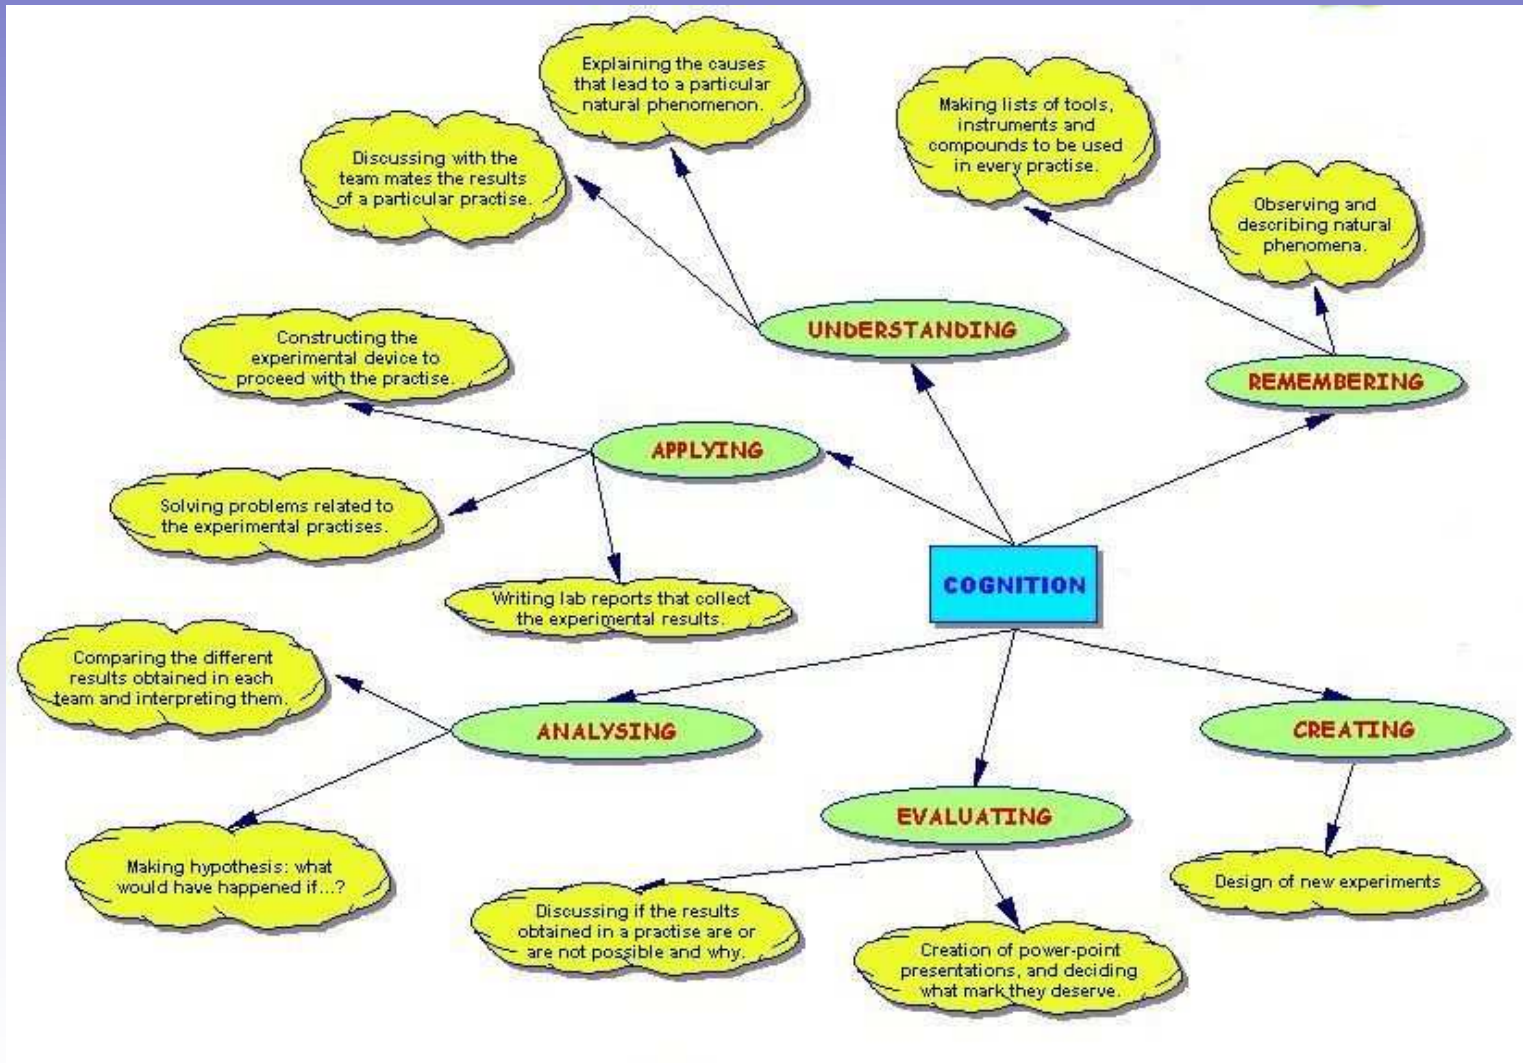 Explaining the causes
that lead to a particular
natural phenomenon.
Making lists of tools,
instruments and
compounds to be used
in every practise.
Discussing with the
team mates the results
of a particular practise.
Observing and
describing natural
phenomena.
UNDERSTANDING
Constructing the
experimental device to
proceed with the practise.
REMEMBERING
APPLYING
Solving problems related to
the experimental practises.
COGNITION
Writing lab reports that collect
the experimental results.
Comparing the different
results obtained in each
team and interpreting them.
ANALYSING
CREATING
EVALUATING
Making hypothesis: what
would have happened if...?
Design of new experiments
Discussing if the results
obtained in a practise are or
are not possible and why.
Creation of power-point
presentations, and deciding
what mark they deserve.